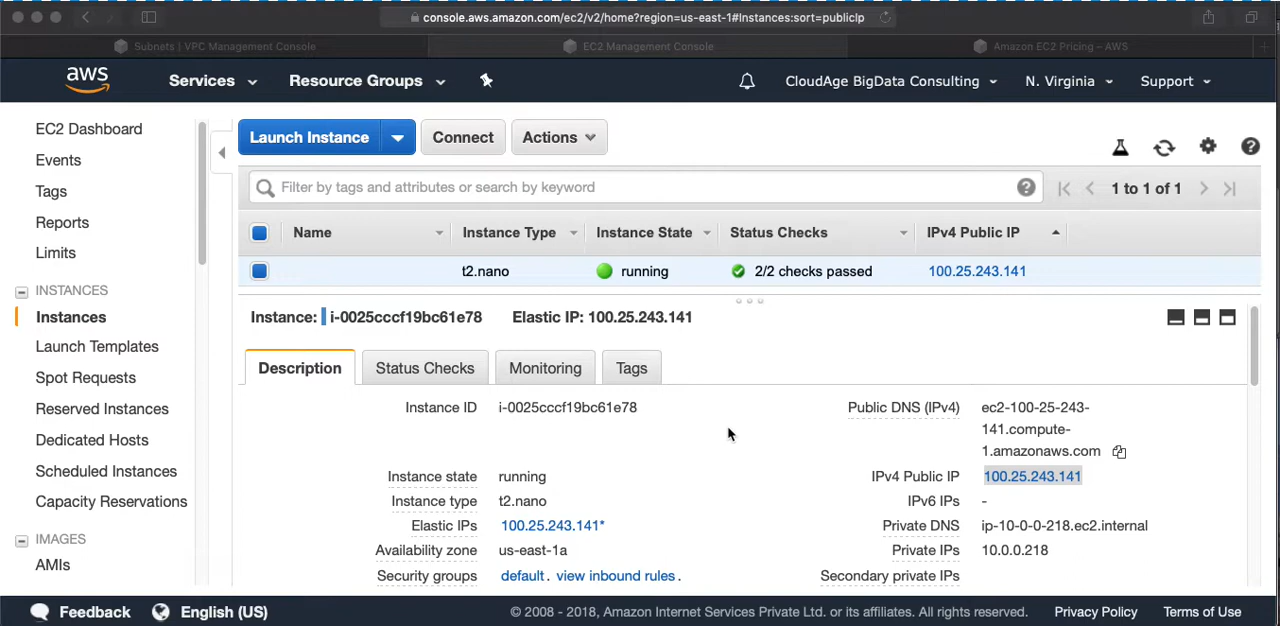 console.aws.amazon.com/ec2/v2/home?region=us-east-1#Instances:sort=publicIp
Subnets | VPC Management Console
EC2 Management Console
Amazon EC2 Pricing – AWS
aws
Services
Resource Groups
CloudAge BigData Consulting
N. Virginia
Support
EC2 Dashboard
Events
Tags
Reports
Limits
INSTANCES
Instances
Launch Templates
Spot Requests
Reserved Instances
Dedicated Hosts
Scheduled Instances
Capacity Reservations
IMAGES
AMIs
Launch Instance
Connect
Actions
Filter by tags and attributes or search by keyword
1 to 1 of 1
Name
Instance Type
Instance State
Status Checks
IPv4 Public IP
t2.nano
running
2/2 checks passed
100.25.243.141
Instance: i-0025cccf19bc61e78
Elastic IP: 100.25.243.141
Description
Status Checks
Monitoring
Tags
Instance ID i-0025cccf19bc61e78
Instance state running
Instance type t2.nano
Elastic IPs 100.25.243.141*
Availability zone us-east-1a
Security groups default. view inbound rules.
Public DNS (IPv4) ec2-100-25-243-
141.compute-
1.amazonaws.com
IPv4 Public IP 100.25.243.141
IPv6 IPs -
Private DNS ip-10-0-0-218.ec2.internal
Private IPs 10.0.0.218
Secondary private IPs
Feedback
English (US)
© 2008 - 2018, Amazon Internet Services Private Ltd. or its affiliates. All rights reserved.
Privacy Policy
Terms of Use